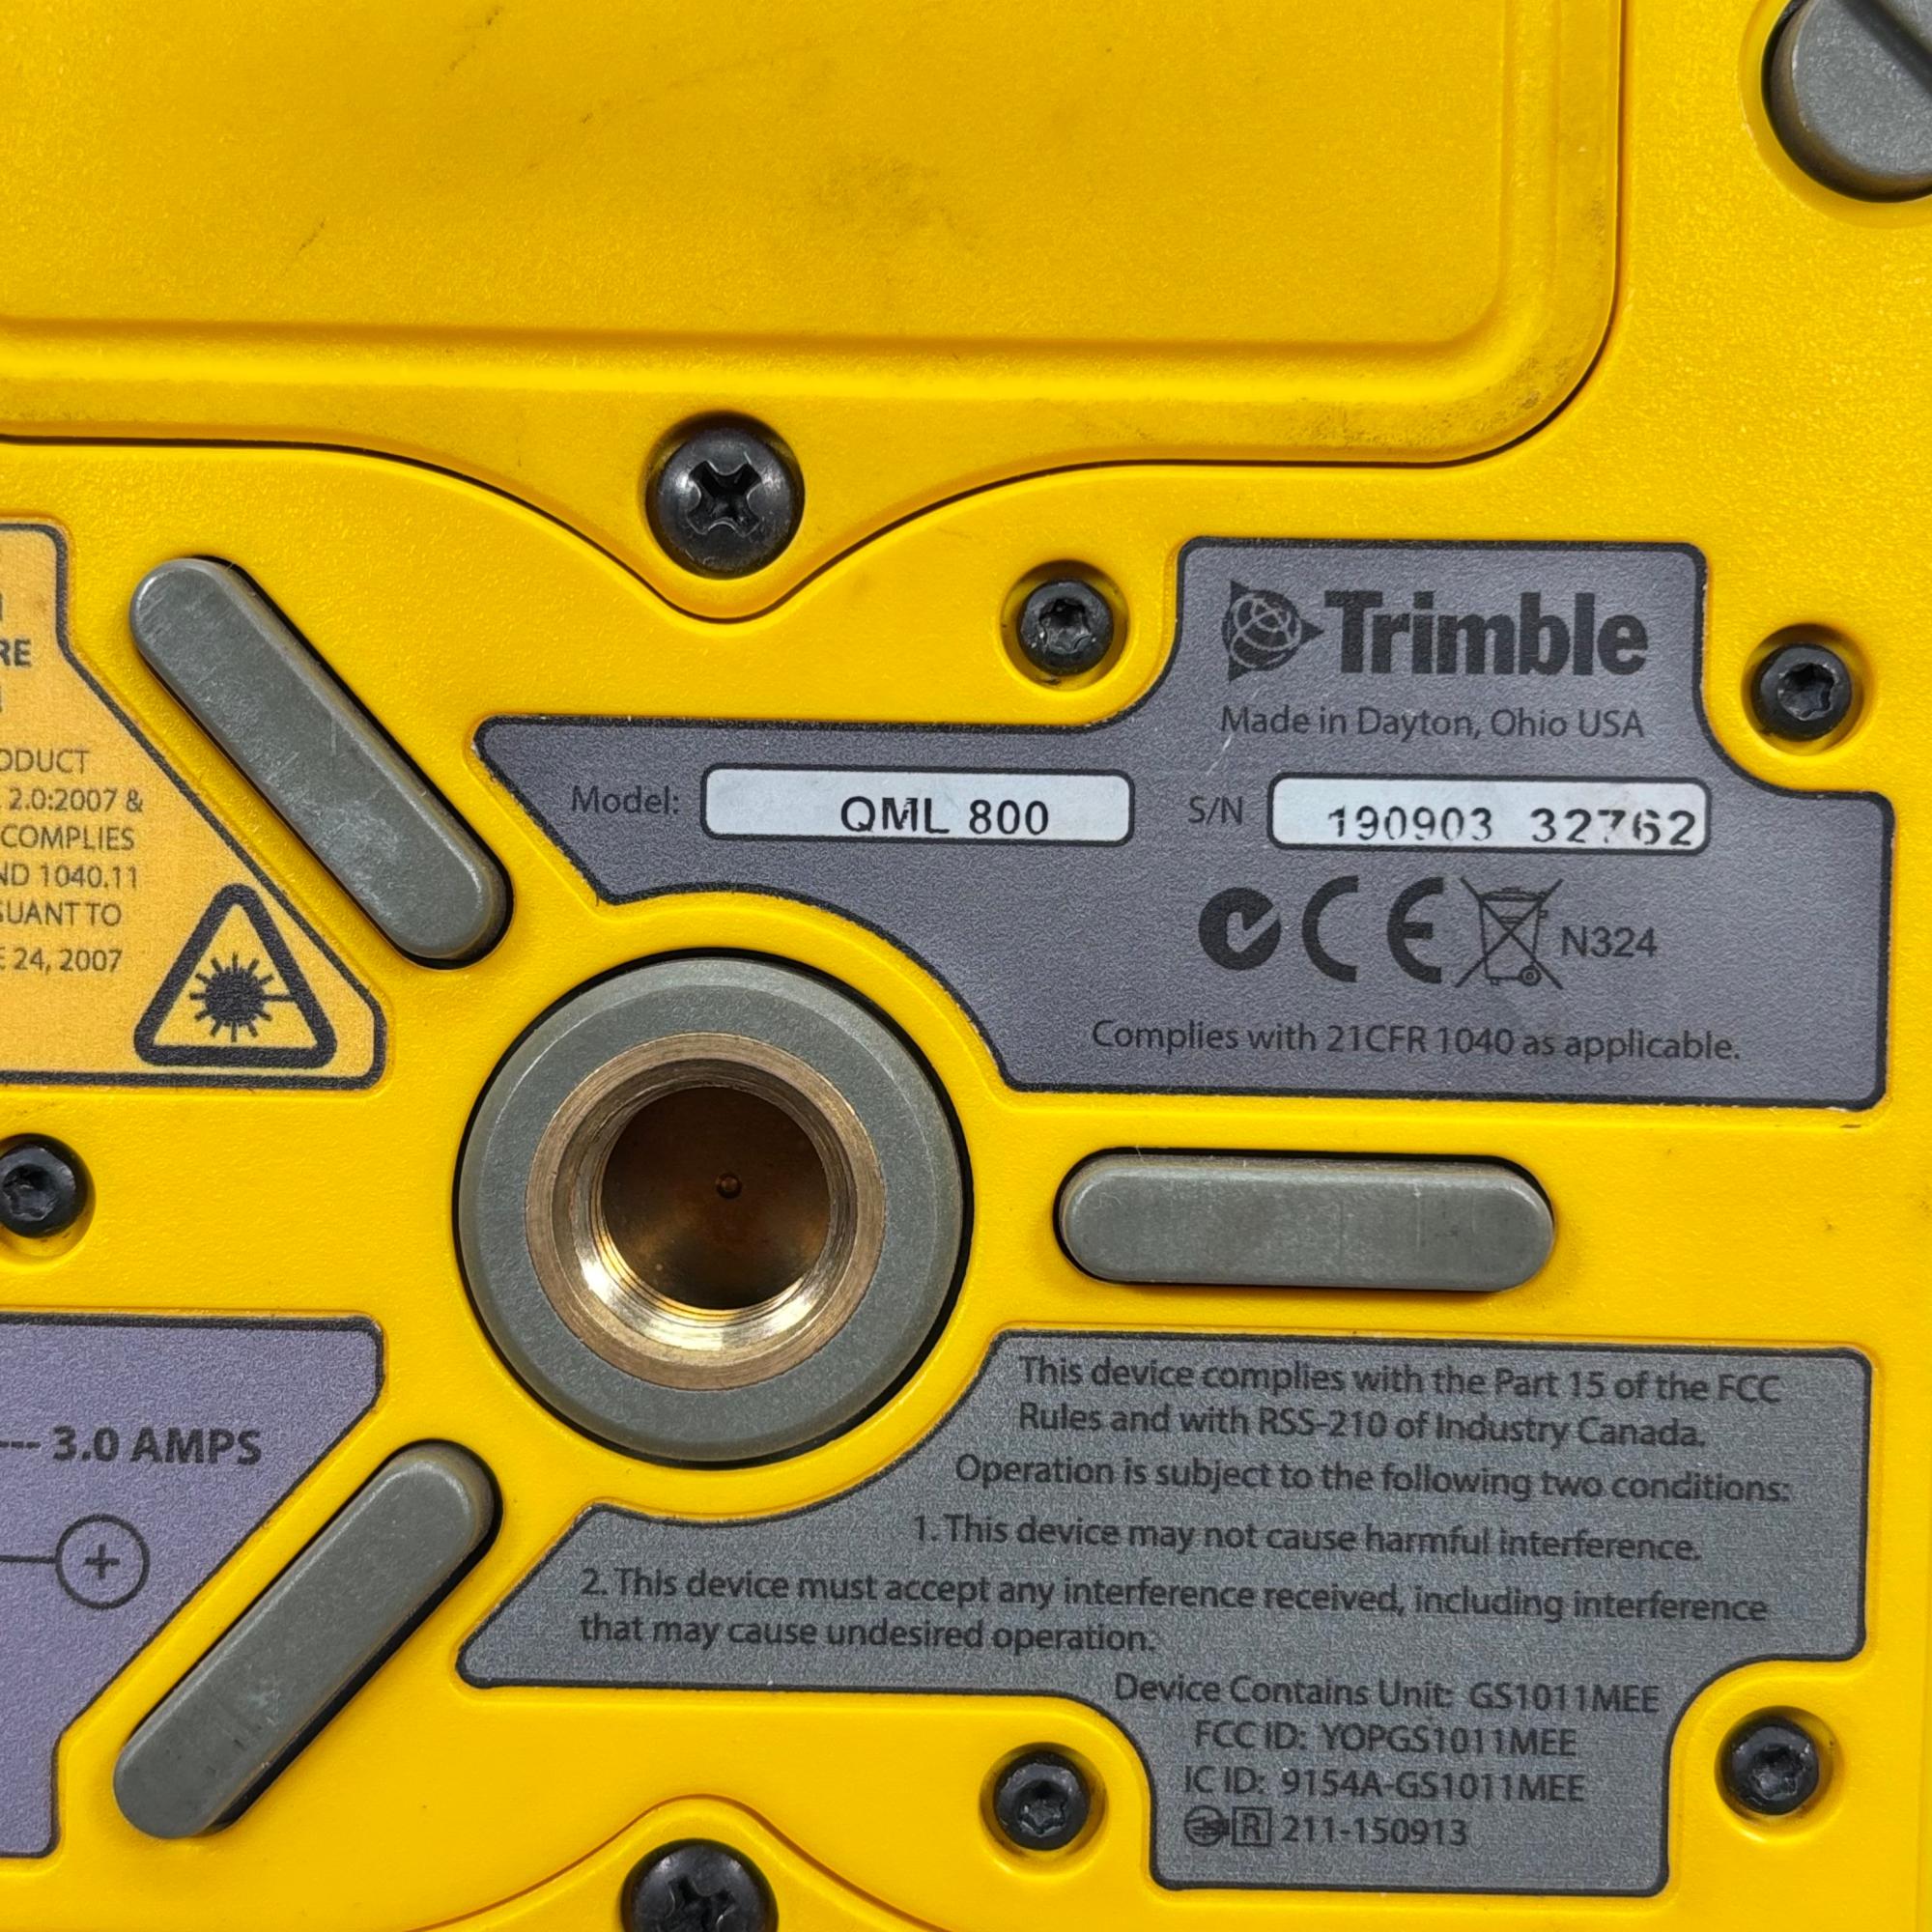 Trimble
Made in Dayton, Ohio USA
Model: QML 800 S/N 190903 32762
N324
Complies with 21CFR 1040 as applicable.
RE
ODUCT
2.0:2007 &
COMPLIES
ND 1040.11
SUANT TO
E 24, 2007
--- 3.0 AMPS
+
This device complies with the Part 15 of the FCC
Rules and with RSS-210 of Industry Canada.
Operation is subject to the following two conditions:
1. This device may not cause harmful interference.
2. This device must accept any interference received, including interference
that may cause undesired operation.
Device Contains Unit: GS1011MEE
FCC ID: YOPGS1011MEE
IC ID: 9154A-GS1011MEE
R 211-150913